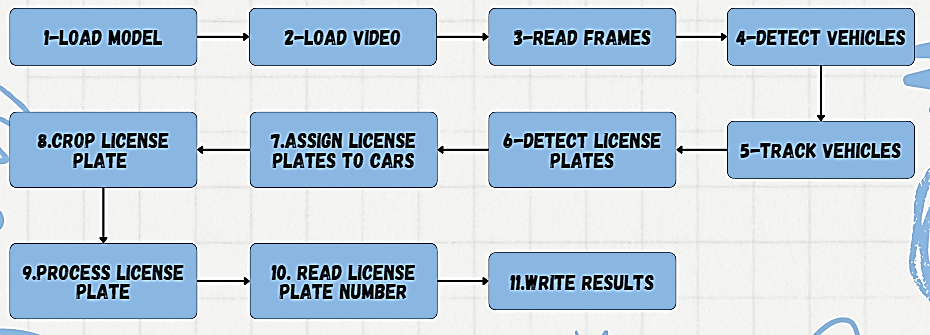 1-LOAD MODEL
2-LOAD VIDEO
3-READ FRAMES
4-DETECT VEHICLES
5-TRACK VEHICLES
6-DETECT LICENSE
PLATES
7.ASSIGN LICENSE
PLATES TO CARS
8.CROP LICENSE
PLATE
9.PROCESS LICENSE
PLATE
10. READ LICENSE
PLATE NUMBER
11.WRITE RESULTS